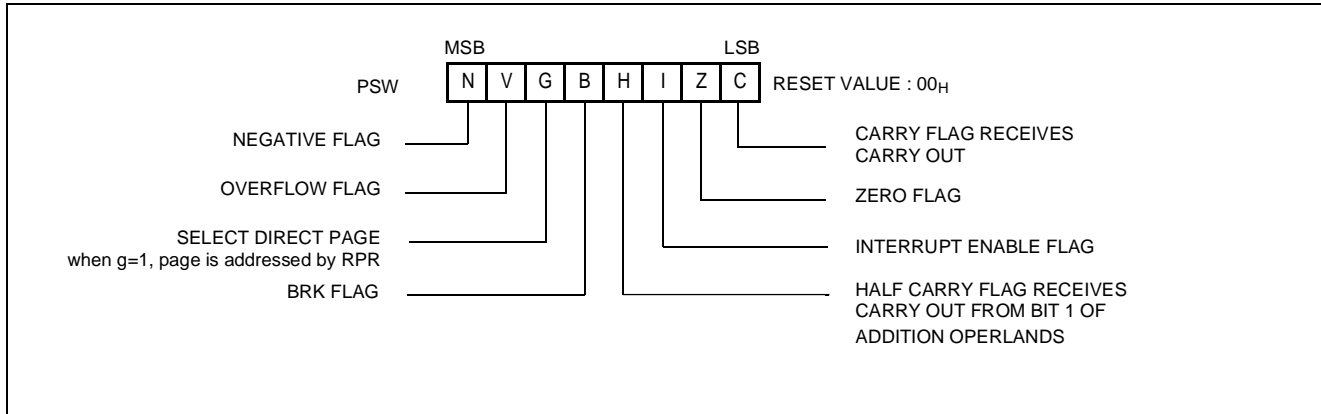 MSB LSB
PSW N V G B H I Z C RESET VALUE : 00H
NEGATIVE FLAG
OVERFLOW FLAG
SELECT DIRECT PAGE
when g=1, page is addressed by RPR
BRK FLAG
CARRY FLAG RECEIVES
CARRY OUT
ZERO FLAG
INTERRUPT ENABLE FLAG
HALF CARRY FLAG RECEIVES
CARRY OUT FROM BIT 1 OF
ADDITION OPERLANDS